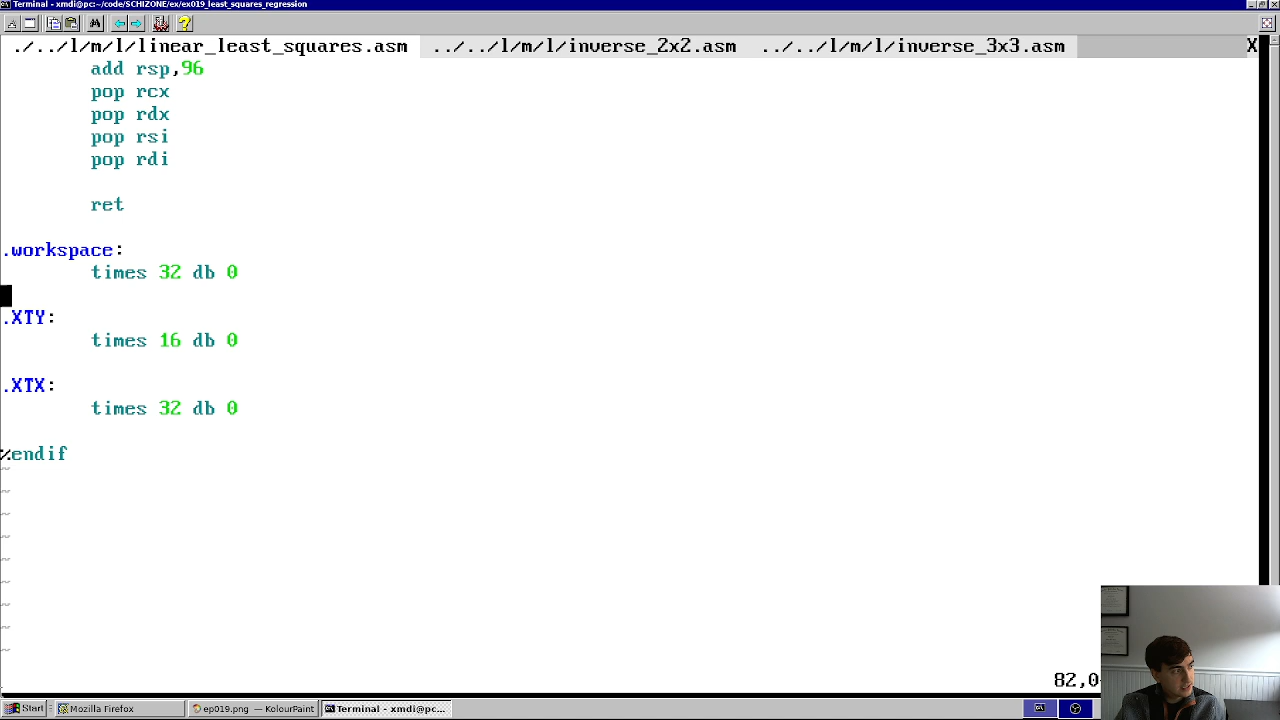 Terminal - xmdi@pc:~/code/SCHIZONE/ex/ex019_least_squares_regression
./../l/m/l/linear_least_squares.asm ../../l/m/l/inverse_2x2.asm ../../l/m/l/inverse_3x3.asm X
add rsp,96
pop rcx
pop rdx
pop rsi
pop rdi
ret
.workspace:
times 32 db 0
.XTY:
times 16 db 0
.XTX:
times 32 db 0
%endif
~
~
~
~
~
~
~
~
~
82,0
Start Mozilla Firefox ep019.png — KolourPaint Terminal - xmdi@pc:~/c...